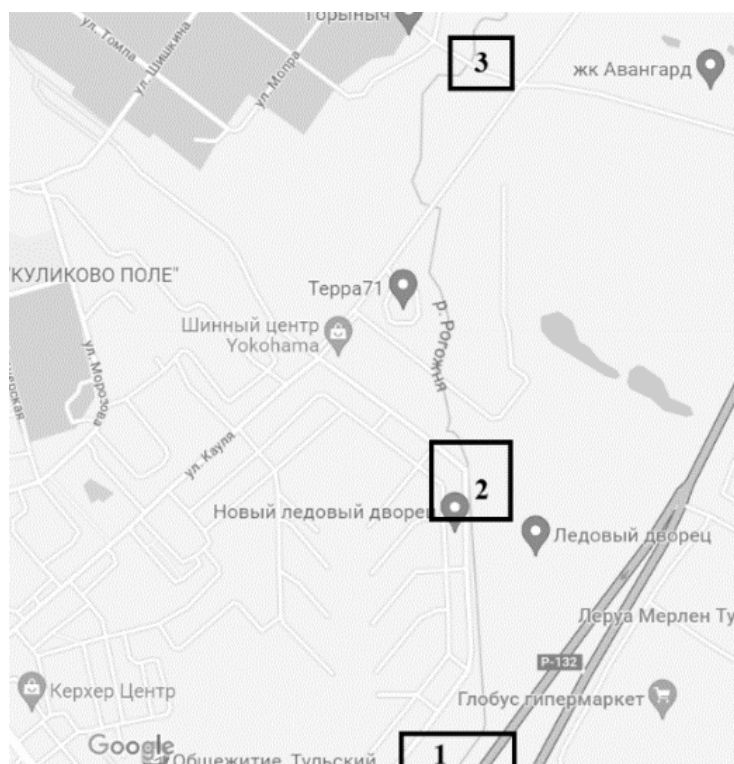 Горыныч
3
жк Авангард
ул. Томпа
ул. Шишкина
ул. Мопра
"КУЛИКОВО ПОЛЕ"
Терра71
Шинный центр
Yokohama
р. Рогожня
ул. Морозова
ул. Кауля
2
Новый ледовый дворец
Ледовый дворец
Леруа Мерлен Ту
Р-132
Керхер Центр
Глобус гипермаркет
1
Google
Общежитие, Тульский